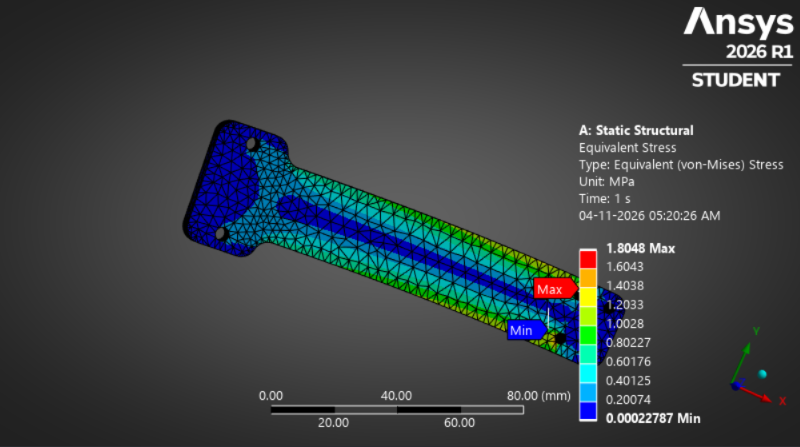 Ansys
2026 R1
STUDENT
A: Static Structural
Equivalent Stress
Type: Equivalent (von-Mises) Stress
Unit: MPa
Time: 1 s
04-11-2026 05:20:26 AM
1.8048 Max
1.6043
1.4038
1.2033
1.0028
0.80227
0.60176
0.40125
0.20074
0.00022787 Min
Max
Min
0.00 40.00 80.00 (mm)
20.00 60.00
Y
X